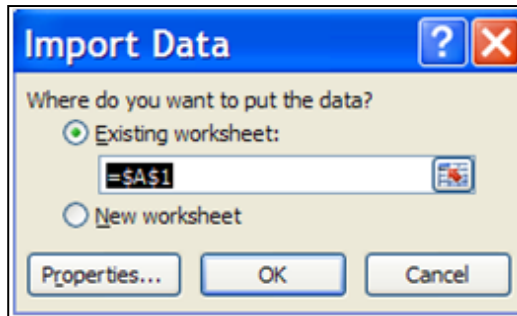 Import Data ?
Where do you want to put the data?
Existing worksheet:
=$A$1
New worksheet
Properties... OK Cancel